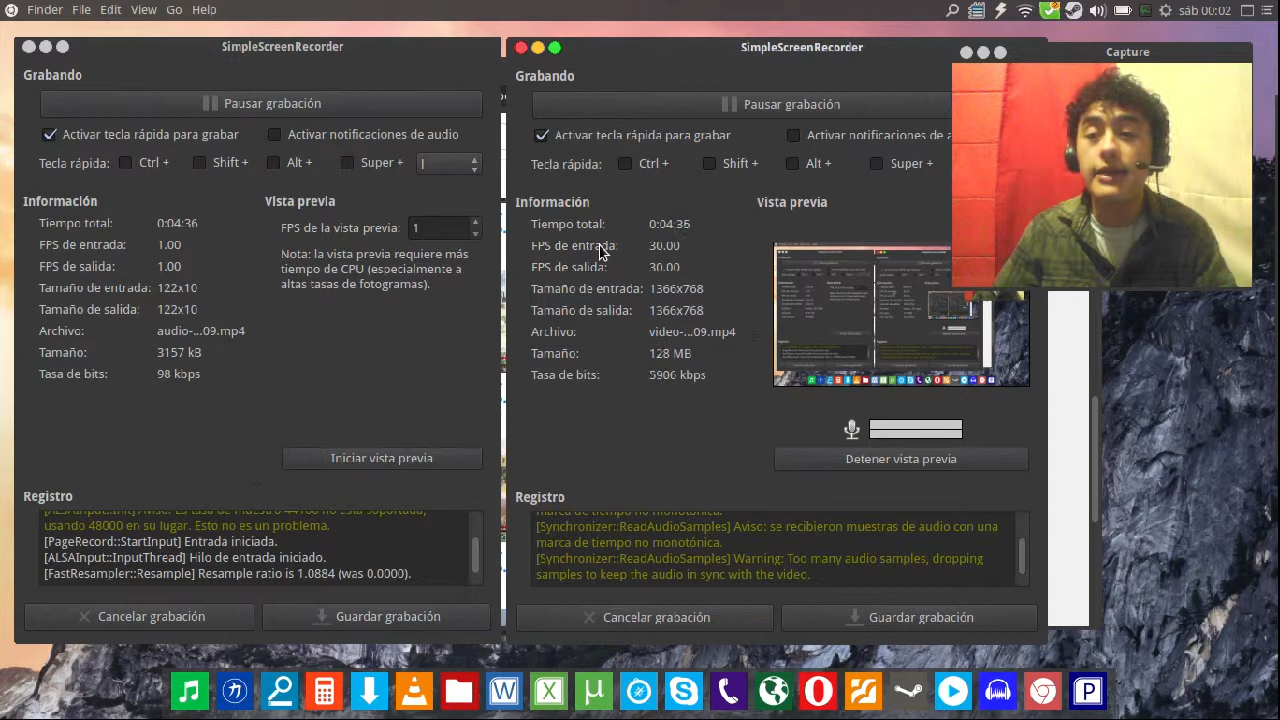 Finder File Edit View Go Help
sáb 00:02
SimpleScreenRecorder
Grabando
Pausar grabación
Activar tecla rápida para grabar
Activar notificaciones de audio
Tecla rápida: Ctrl + Shift + Alt + Super +
Información
Tiempo total: 0:04:36
FPS de entrada: 1.00
FPS de salida: 1.00
Tamaño de entrada: 122x10
Tamaño de salida: 122x10
Archivo: audio-...09.mp4
Tamaño: 3157 kB
Tasa de bits: 98 kbps
Vista previa
FPS de la vista previa: 1
Nota: la vista previa requiere más
tiempo de CPU (especialmente a
altas tasas de fotogramas).
Iniciar vista previa
Registro
usando 48000 en su lugar. Esto no es un problema.
[PageRecord::StartInput] Entrada iniciada.
[ALSAInput::InputThread] Hilo de entrada iniciado.
[FastResampler::Resample] Resample ratio is 1.0884 (was 0.0000).
Cancelar grabación
Guardar grabación
SimpleScreenRecorder
Grabando
Pausar grabación
Activar tecla rápida para grabar
Activar notificaciones de a
Tecla rápida: Ctrl + Shift + Alt + Super +
Información
Tiempo total: 0:04:35
FPS de entrada: 30.00
FPS de salida: 30.00
Tamaño de entrada: 1366x768
Tamaño de salida: 1366x768
Archivo: video-...09.mp4
Tamaño: 128 MB
Tasa de bits: 5906 kbps
Vista previa
Detener vista previa
Registro
marca de tiempo no monotónica.
[Synchronizer::ReadAudioSamples] Aviso: se recibieron muestras de audio con una
marca de tiempo no monotónica.
[Synchronizer::ReadAudioSamples] Warning: Too many audio samples, dropping
samples to keep the audio in sync with the video.
Cancelar grabación
Guardar grabación
Capture